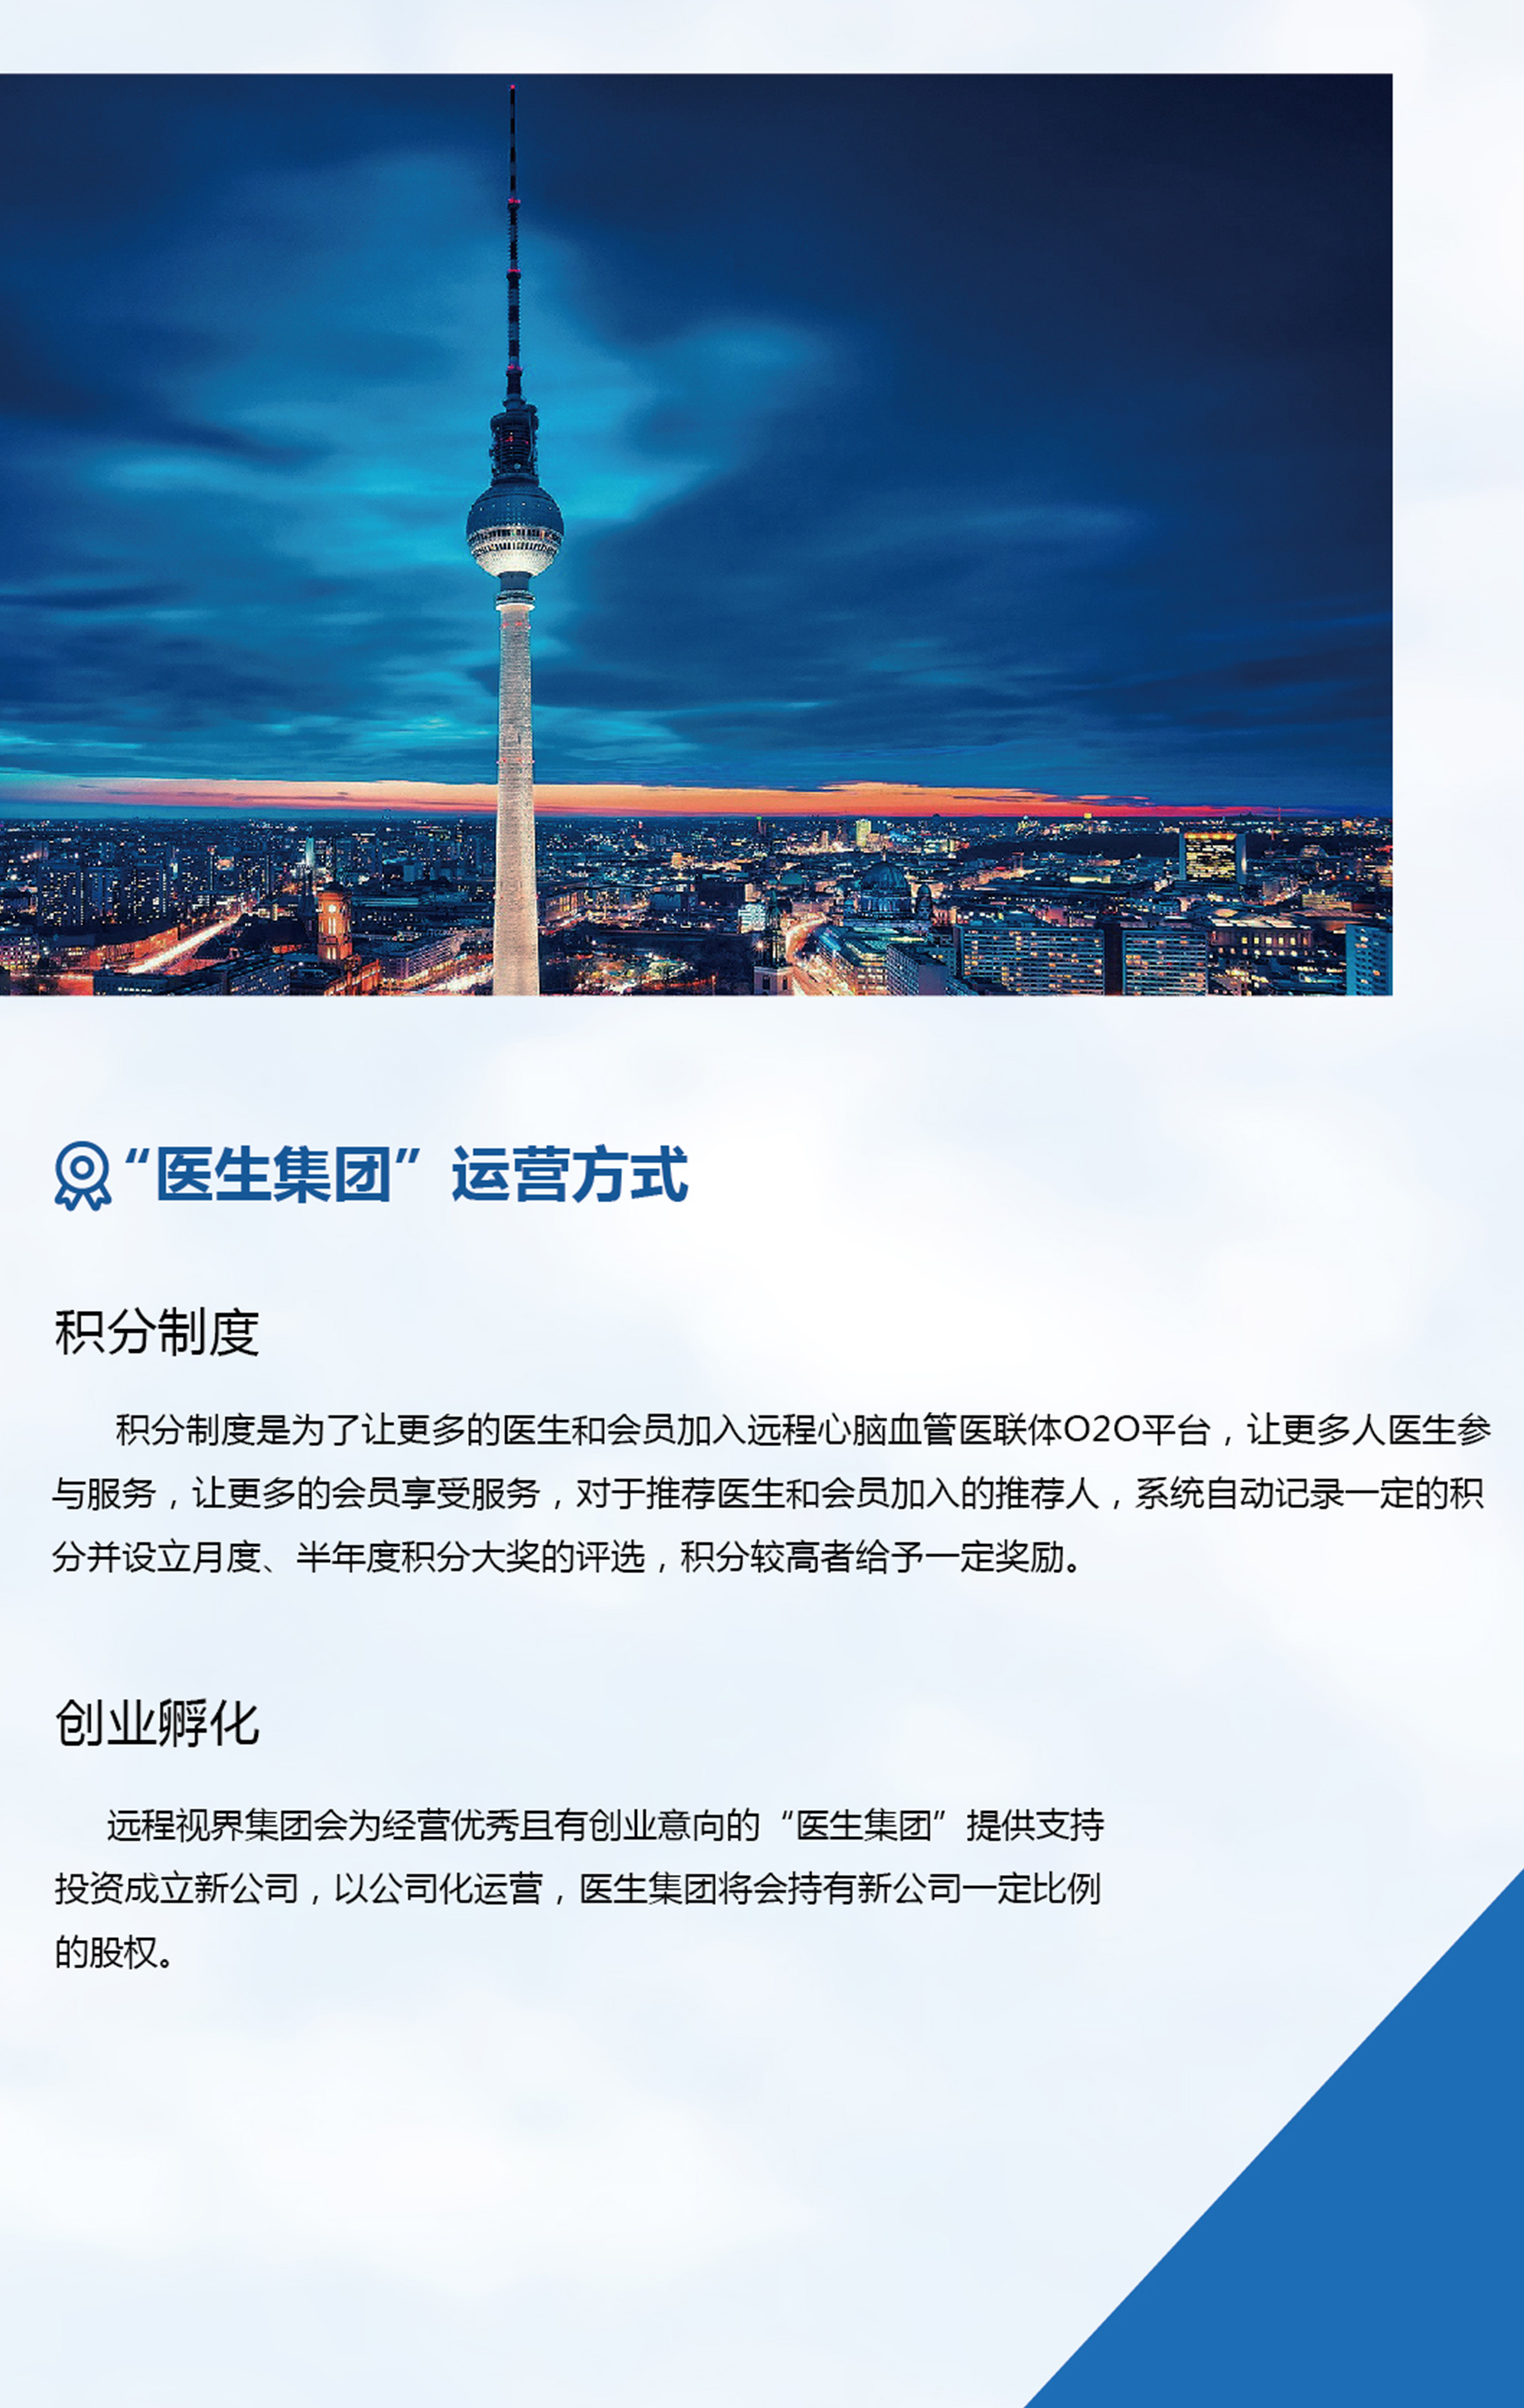 “医生集团”运营方式
积分制度
积分制度是为了让更多的医生和会员加入远程心脑血管医联体O2O平台，让更多人医生参
与服务，让更多的会员享受服务，对于推荐医生和会员加入的推荐人，系统自动记录一定的积
分并设立月度、半年度积分大奖的评选，积分较高者给予一定奖励。
创业孵化
远程视界集团会为经营优秀且有创业意向的“医生集团”提供支持
投资成立新公司，以公司化运营，医生集团将会持有新公司一定比例
的股权。